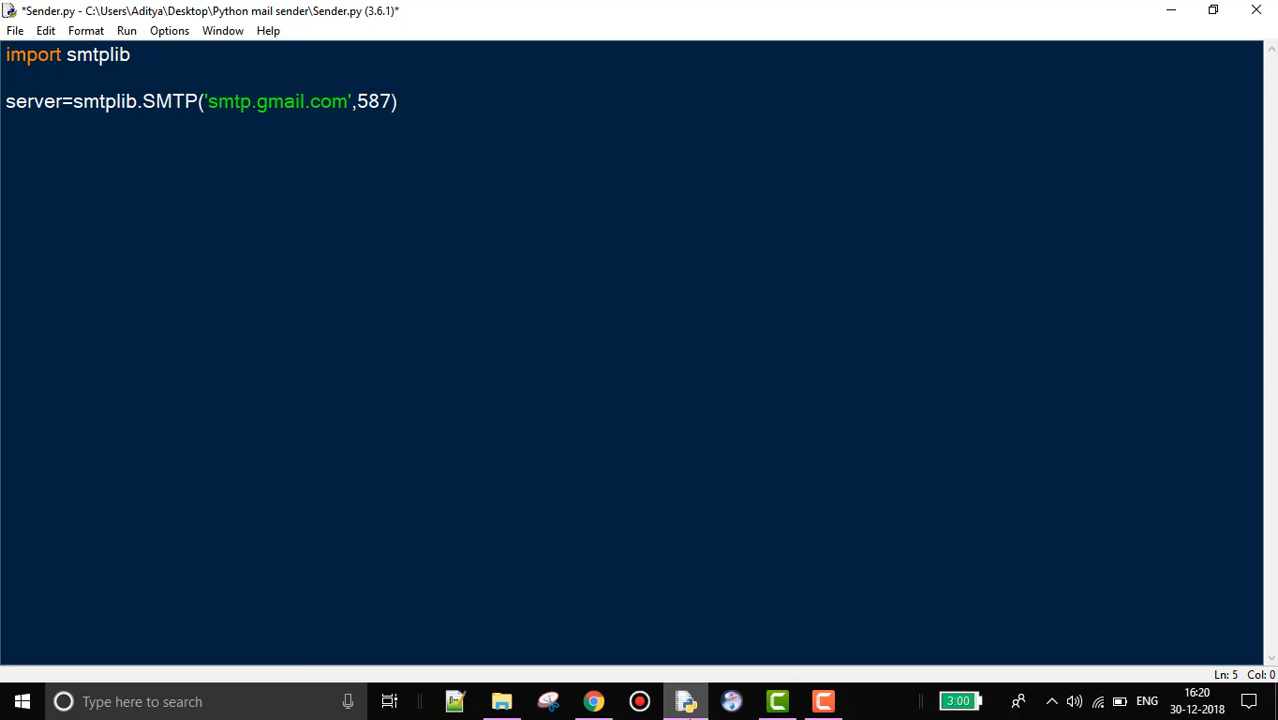 *Sender.py - C:\Users\Aditya\Desktop\Python mail sender\Sender.py (3.6.1)*
File Edit Format Run Options Window Help
import smtplib
server=smtplib.SMTP('smtp.gmail.com',587)
Ln: 5 Col: 0
Type here to search
3:00
ENG
16:20
30-12-2018